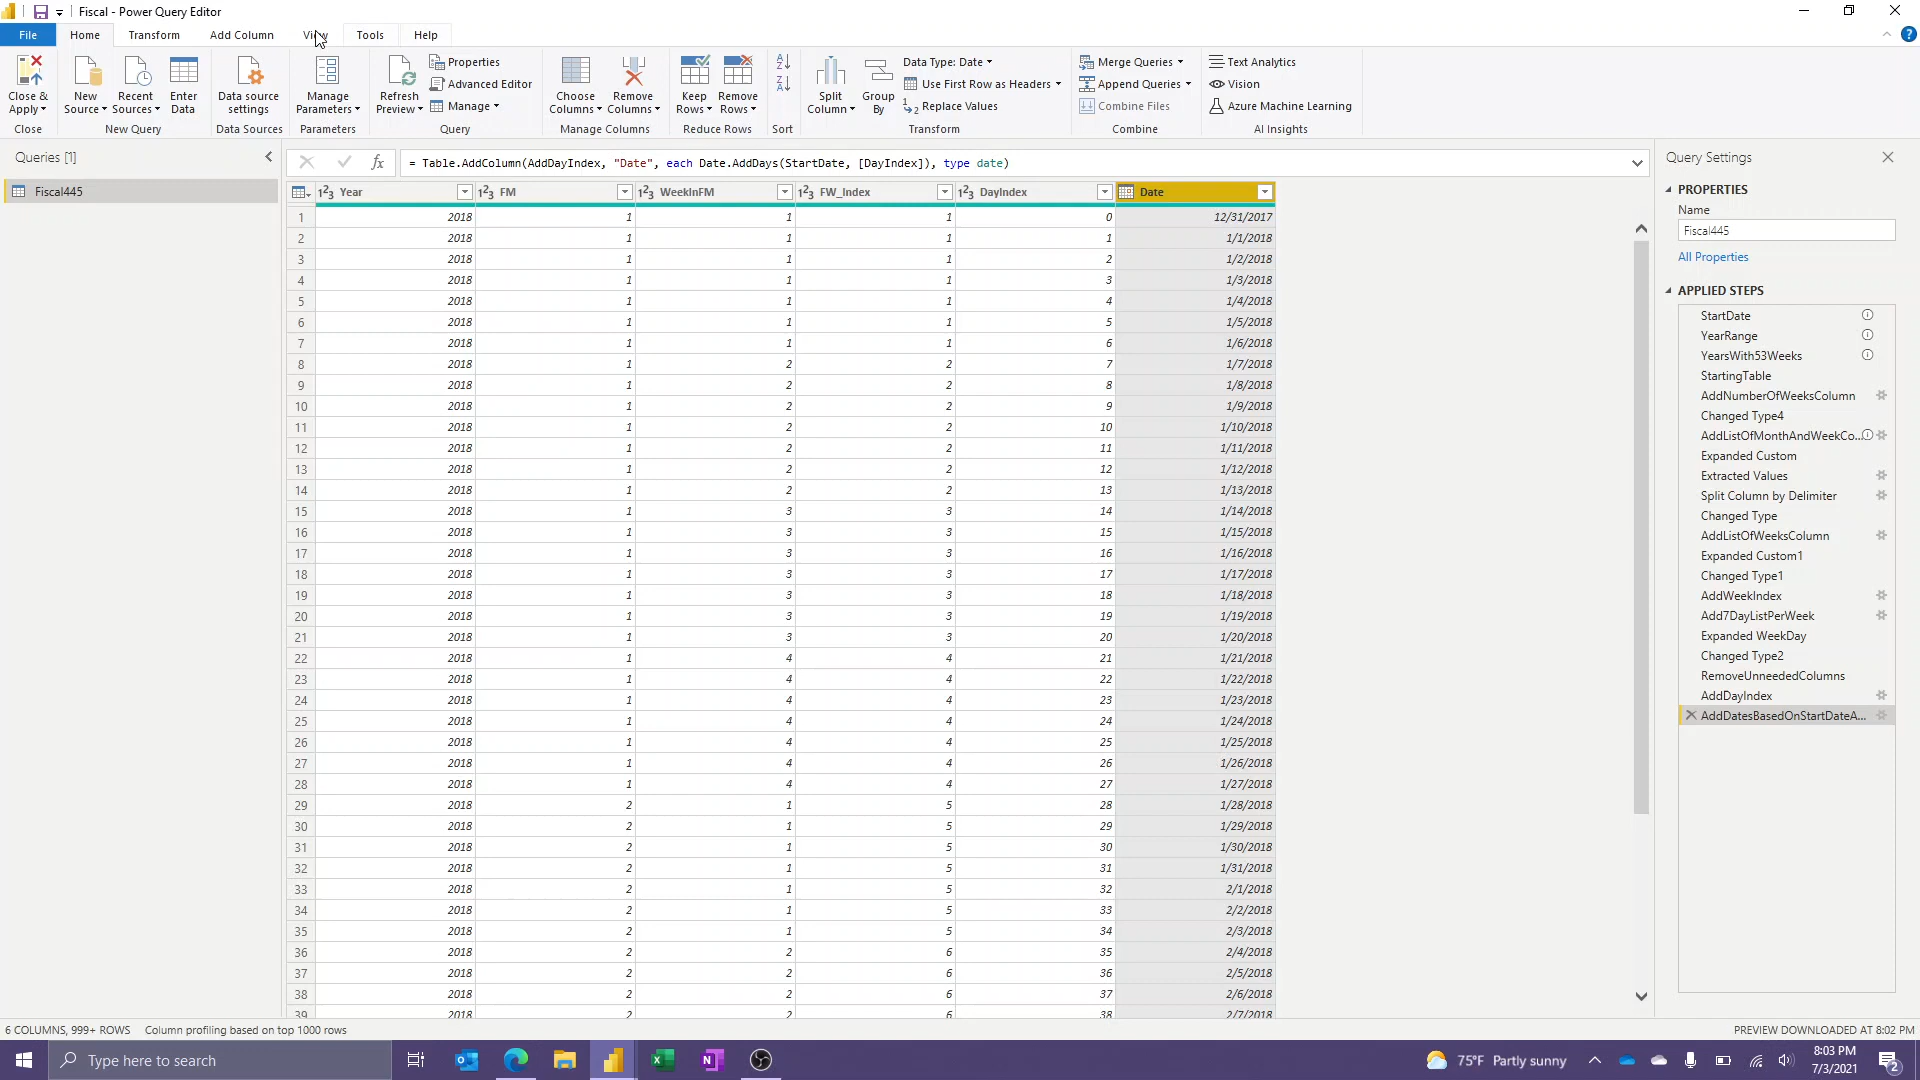 Fiscal - Power Query Editor
File Home Transform Add Column View Tools Help
Close & Apply New Source Recent Sources Enter Data Data source settings Manage Parameters Refresh Preview Properties Advanced Editor Manage Choose Columns Remove Columns Keep Rows Remove Rows Split Column Group By Data Type: Date Use First Row as Headers Replace Values Merge Queries Append Queries Combine Files Text Analytics Vision Azure Machine Learning
Close New Query Data Sources Parameters Query Manage Columns Reduce Rows Sort Transform Combine AI Insights
Queries [1]
Fiscal445
= Table.AddColumn(AddDayIndex, "Date", each Date.AddDays(StartDate, [DayIndex]), type date)
Year FM WeekInFM FW_Index DayIndex Date
1 2018 1 1 1 0 12/31/2017
2 2018 1 1 1 1 1/1/2018
3 2018 1 1 1 2 1/2/2018
4 2018 1 1 1 3 1/3/2018
5 2018 1 1 1 4 1/4/2018
6 2018 1 1 1 5 1/5/2018
7 2018 1 1 1 6 1/6/2018
8 2018 1 2 2 7 1/7/2018
9 2018 1 2 2 8 1/8/2018
10 2018 1 2 2 9 1/9/2018
11 2018 1 2 2 10 1/10/2018
12 2018 1 2 2 11 1/11/2018
13 2018 1 2 2 12 1/12/2018
14 2018 1 2 2 13 1/13/2018
15 2018 1 3 3 14 1/14/2018
16 2018 1 3 3 15 1/15/2018
17 2018 1 3 3 16 1/16/2018
18 2018 1 3 3 17 1/17/2018
19 2018 1 3 3 18 1/18/2018
20 2018 1 3 3 19 1/19/2018
21 2018 1 3 3 20 1/20/2018
22 2018 1 4 4 21 1/21/2018
23 2018 1 4 4 22 1/22/2018
24 2018 1 4 4 23 1/23/2018
25 2018 1 4 4 24 1/24/2018
26 2018 1 4 4 25 1/25/2018
27 2018 1 4 4 26 1/26/2018
28 2018 1 4 4 27 1/27/2018
29 2018 2 1 5 28 1/28/2018
30 2018 2 1 5 29 1/29/2018
31 2018 2 1 5 30 1/30/2018
32 2018 2 1 5 31 1/31/2018
33 2018 2 1 5 32 2/1/2018
34 2018 2 1 5 33 2/2/2018
35 2018 2 1 5 34 2/3/2018
36 2018 2 2 6 35 2/4/2018
37 2018 2 2 6 36 2/5/2018
38 2018 2 2 6 37 2/6/2018
39 2018 2 2 6 38 2/7/2018
Query Settings
PROPERTIES
Name
Fiscal445
All Properties
APPLIED STEPS
StartDate
YearRange
YearsWith53Weeks
StartingTable
AddNumberOfWeeksColumn
Changed Type4
AddListOfMonthAndWeekCo...
Expanded Custom
Extracted Values
Split Column by Delimiter
Changed Type
AddListOfWeeksColumn
Expanded Custom1
Changed Type1
AddWeekIndex
Add7DayListPerWeek
Expanded WeekDay
Changed Type2
RemoveUnneededColumns
AddDayIndex
AddDatesBasedOnStartDateA...
6 COLUMNS, 999+ ROWS Column profiling based on top 1000 rows PREVIEW DOWNLOADED AT 8:02 PM
Type here to search 75°F Partly sunny 8:03 PM
7/3/2021 2